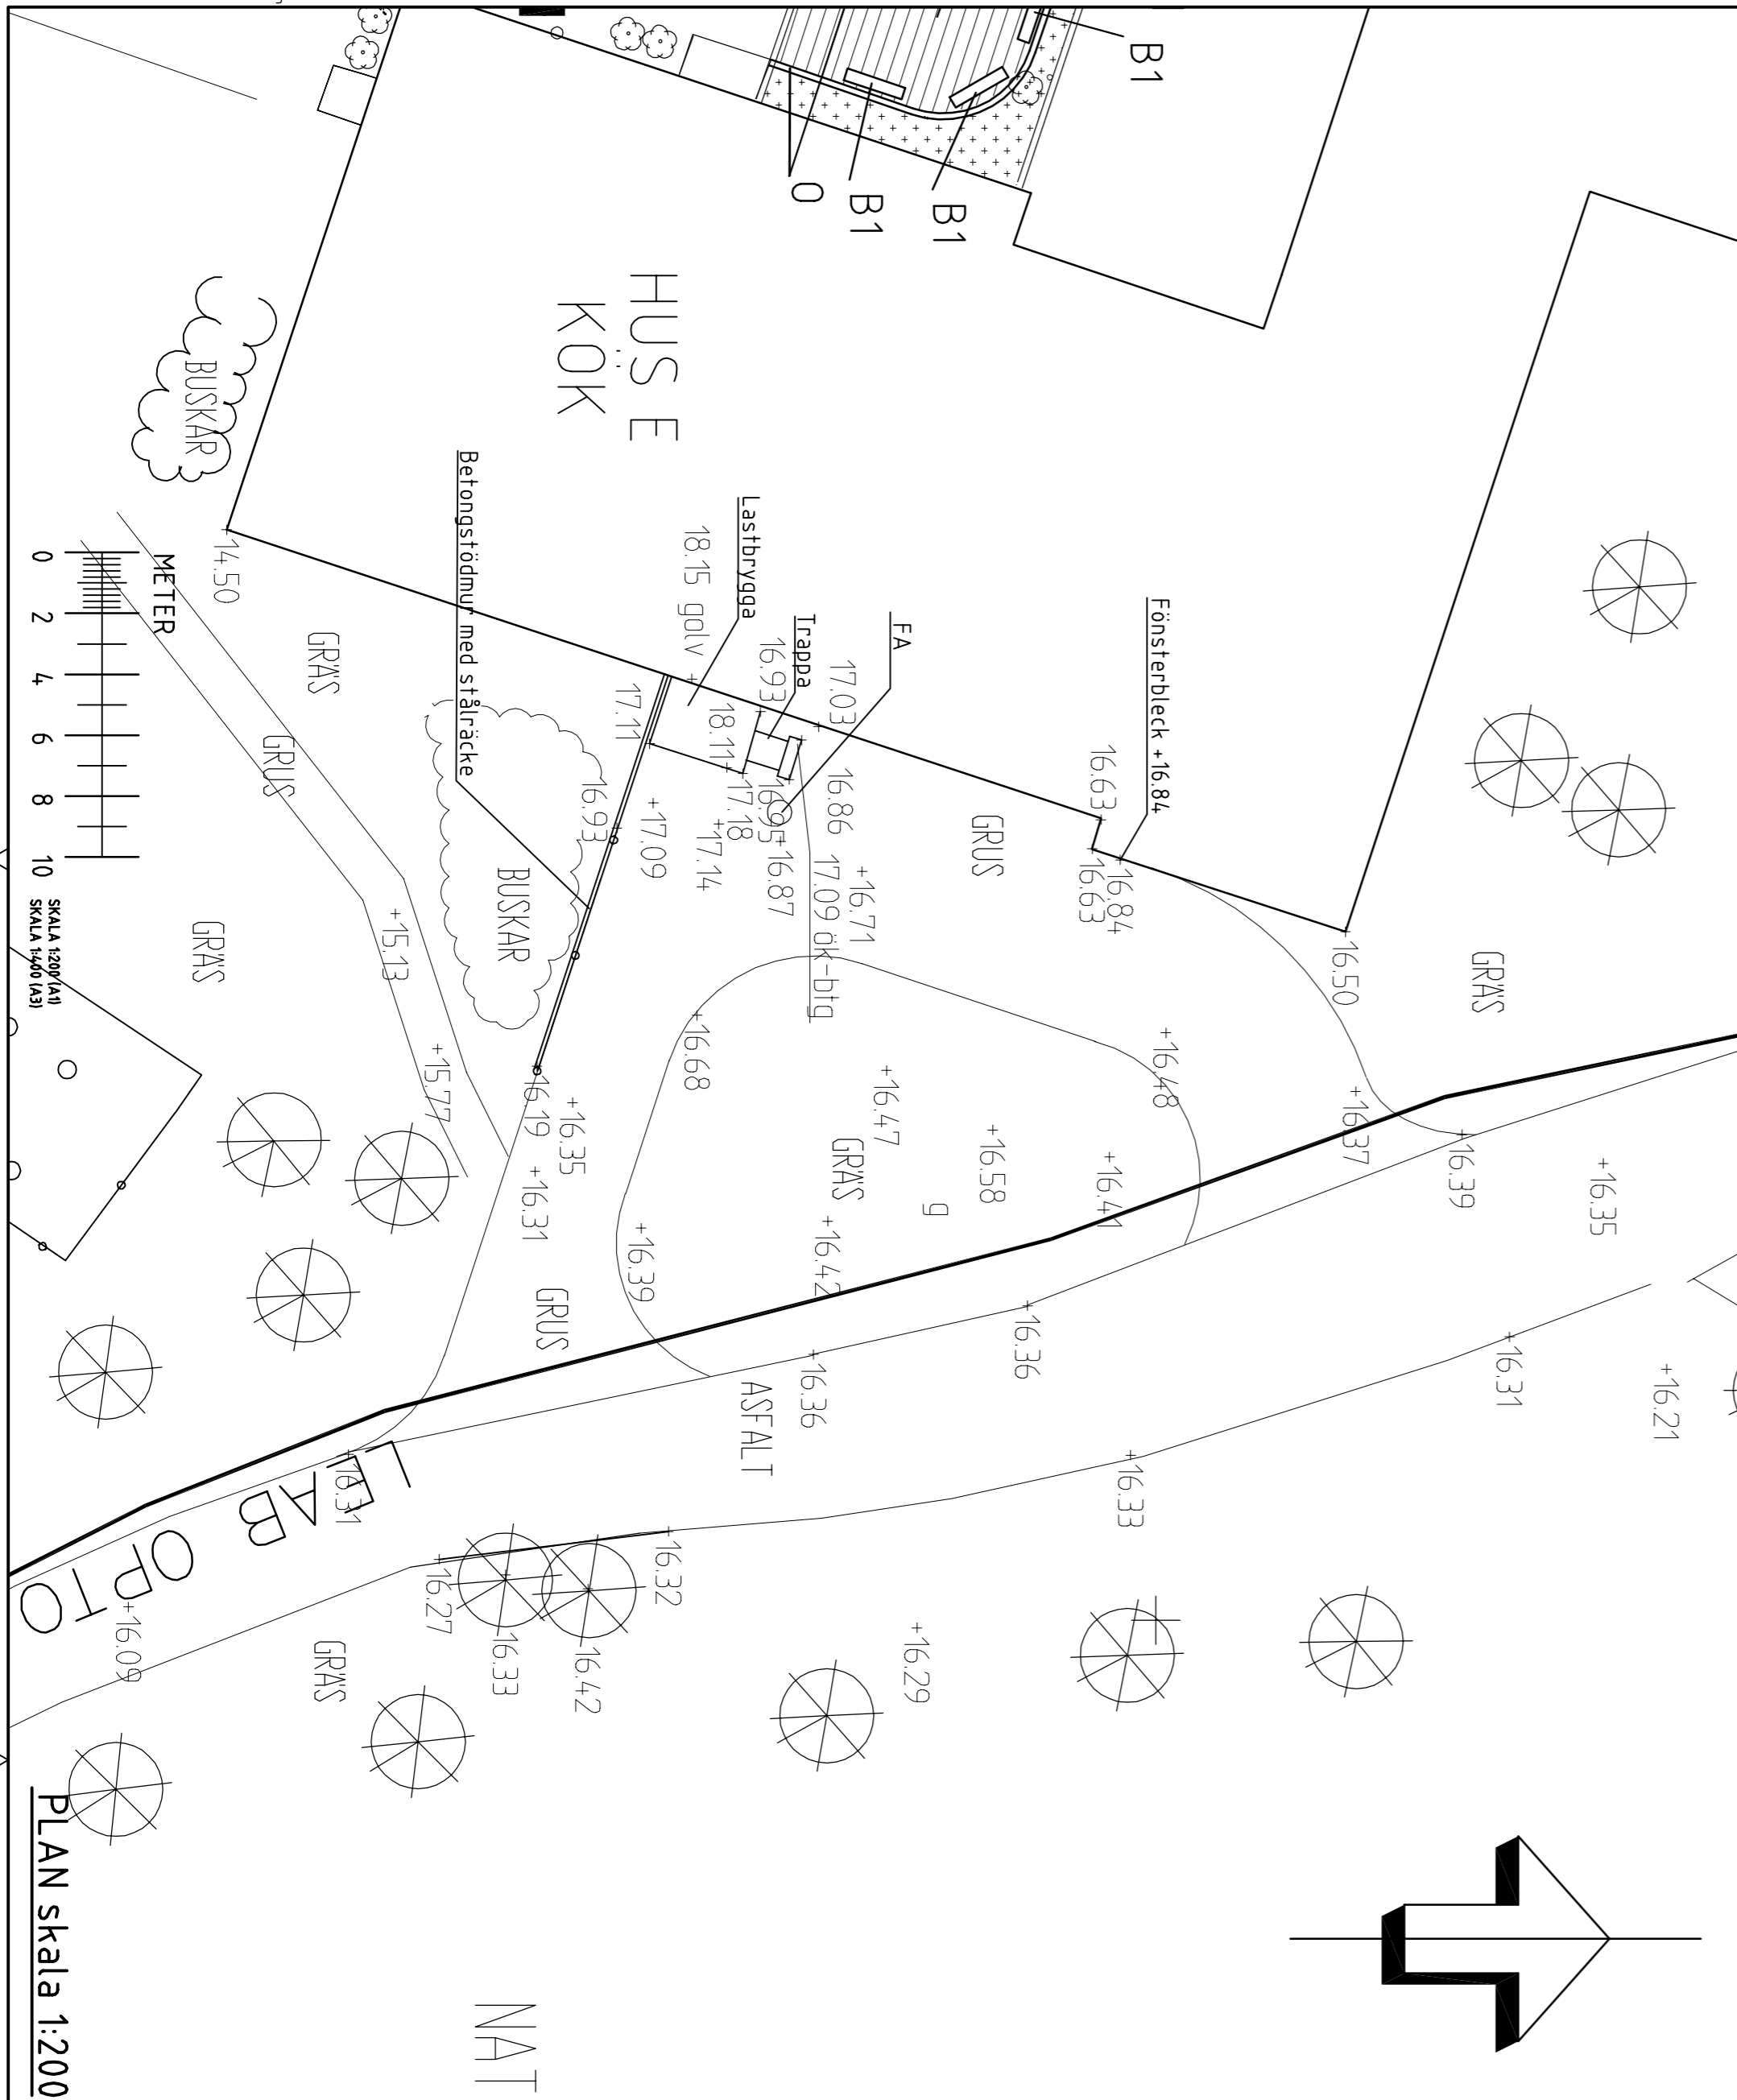 B1
B1
B1
O
HUS E
KÖK
BUSKAR
Fönsterbleck +16.84
FA
Trappa
Lastbrygga
Betongstödmur med stålräcke
18.15 golv
16.93
17.03
17.11
18.11
16.63
16.86
17.18
16.95
16.93
+17.09
+17.14
+16.87
17.09 ök-btg
+16.71
16.63
16.84
16.50
14.50
GRUS
GRÄS
GRÄS
GRUS
BUSKAR
GRÄS
METER
0 2 4 6 8 10
SKALA 1:200(A1)
SKALA 1:400(A3)
+15.13
+15.77
+16.68
+16.48
+16.47
+16.37
+16.39
+16.35
16.19
+16.35
+16.31
GRÄS
+16.58
g
+16.41
+16.42
+16.39
GRUS
+16.36
+16.36
+16.31
+16.21
ASFALT
+16.33
16.31
LEAB OPTO
+16.32
+16.27
16.33
16.42
+16.29
+16.09
GRÄS
PLAN skala 1:200
NAT